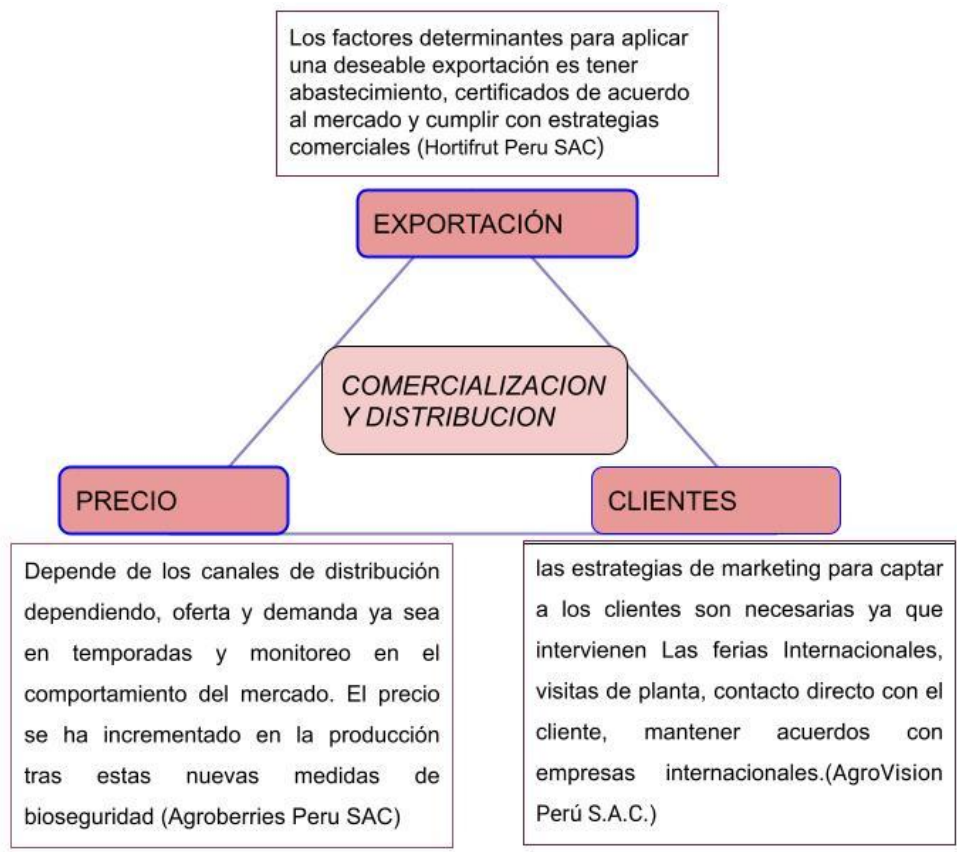 Los factores determinantes para aplicar
una deseable exportación es tener
abastecimiento, certificados de acuerdo
al mercado y cumplir con estrategias
comerciales (Hortifrut Peru SAC)
EXPORTACIÓN
COMERCIALIZACION
Y DISTRIBUCION
PRECIO
CLIENTES
Depende de los canales de distribución
dependiendo, oferta y demanda ya sea
en temporadas y monitoreo en el
comportamiento del mercado. El precio
se ha incrementado en la producción
tras estas nuevas medidas de
bioseguridad (Agroberries Peru SAC)
las estrategias de marketing para captar
a los clientes son necesarias ya que
intervienen Las ferias Internacionales,
visitas de planta, contacto directo con el
cliente, mantener acuerdos con
empresas internacionales.(AgroVision
Perú S.A.C.)